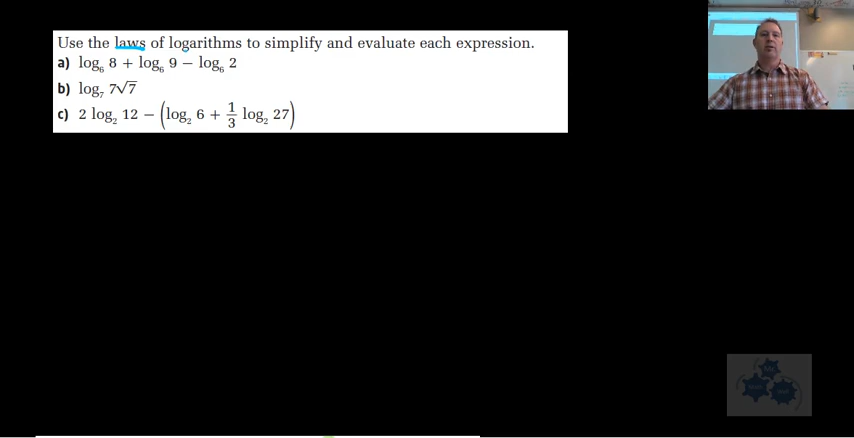 Use the laws of logarithms to simplify and evaluate each expression.
a) log₆ 8 + log₆ 9 − log₆ 2
b) log₇ 7√7
c) 2 log₂ 12 − (log₂ 6 + 1/3 log₂ 27)